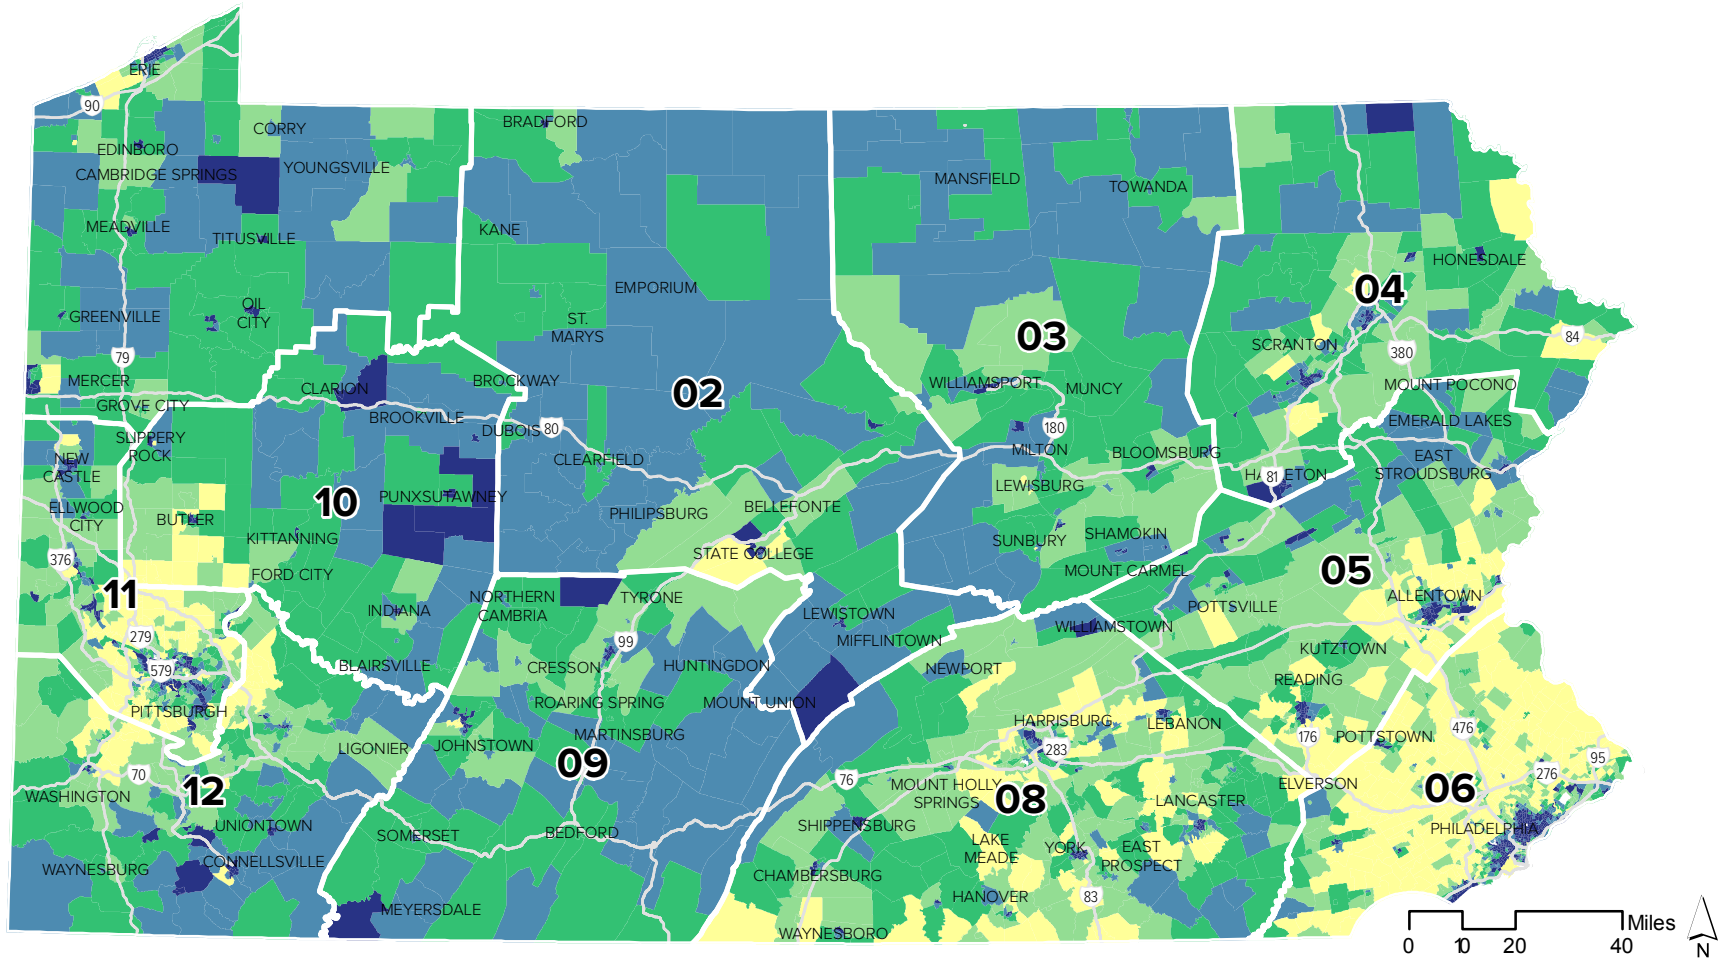 ERIE
90
CORRY
BRADFORD
EDINBORO
CAMBRIDGE SPRINGS
YOUNGSVILLE
MANSFIELD
TOWANDA
MEADVILLE
TITUSVILLE
KANE
HONESDALE
EMPORIUM
04
OIL
CITY
GREENVILLE
ST.
MARYS
03
84
SCRANTON
79
380
MERCER
CLARION
BROCKWAY
02
WILLIAMSPORT
MUNCY
MOUNT POCONO
GROVE CITY
BROOKVILLE
DUBOIS
80
180
EMERALD LAKES
SLIPPERY
ROCK
CLEARFIELD
MILTON
BLOOMSBURG
EAST
STROUDSBURG
NEW
CASTLE
HAZLETON
81
10
PUNXSUTAWNEY
LEWISBURG
ELLWOOD
CITY
BUTLER
PHILIPSBURG
BELLEFONTE
KITTANNING
STATE COLLEGE
SUNBURY
SHAMOKIN
376
FORD CITY
MOUNT CARMEL
05
11
NORTHERN
CAMBRIA
TYRONE
ALLENTOWN
INDIANA
LEWISTOWN
POTTSVILLE
279
99
MIFFLINTOWN
WILLIAMSTOWN
KUTZTOWN
579
BLAIRSVILLE
CRESSON
HUNTINGDON
NEWPORT
READING
PITTSBURGH
ROARING SPRING
MOUNT UNION
HARRISBURG
LEBANON
476
LIGONIER
JOHNSTOWN
MARTINSBURG
283
176
POTTSTOWN
95
70
09
76
276
12
WASHINGTON
MOUNT HOLLY
SPRINGS
08
LANCASTER
ELVERSON
06
UNIONTOWN
SOMERSET
BEDFORD
SHIPPENSBURG
PHILADELPHIA
WAYNESBURG
CONNELLSVILLE
LAKE
MEADE
YORK
EAST
PROSPECT
CHAMBERSBURG
HANOVER
83
MEYERSDALE
WAYNESBORO
Miles
0 10 20 40
N